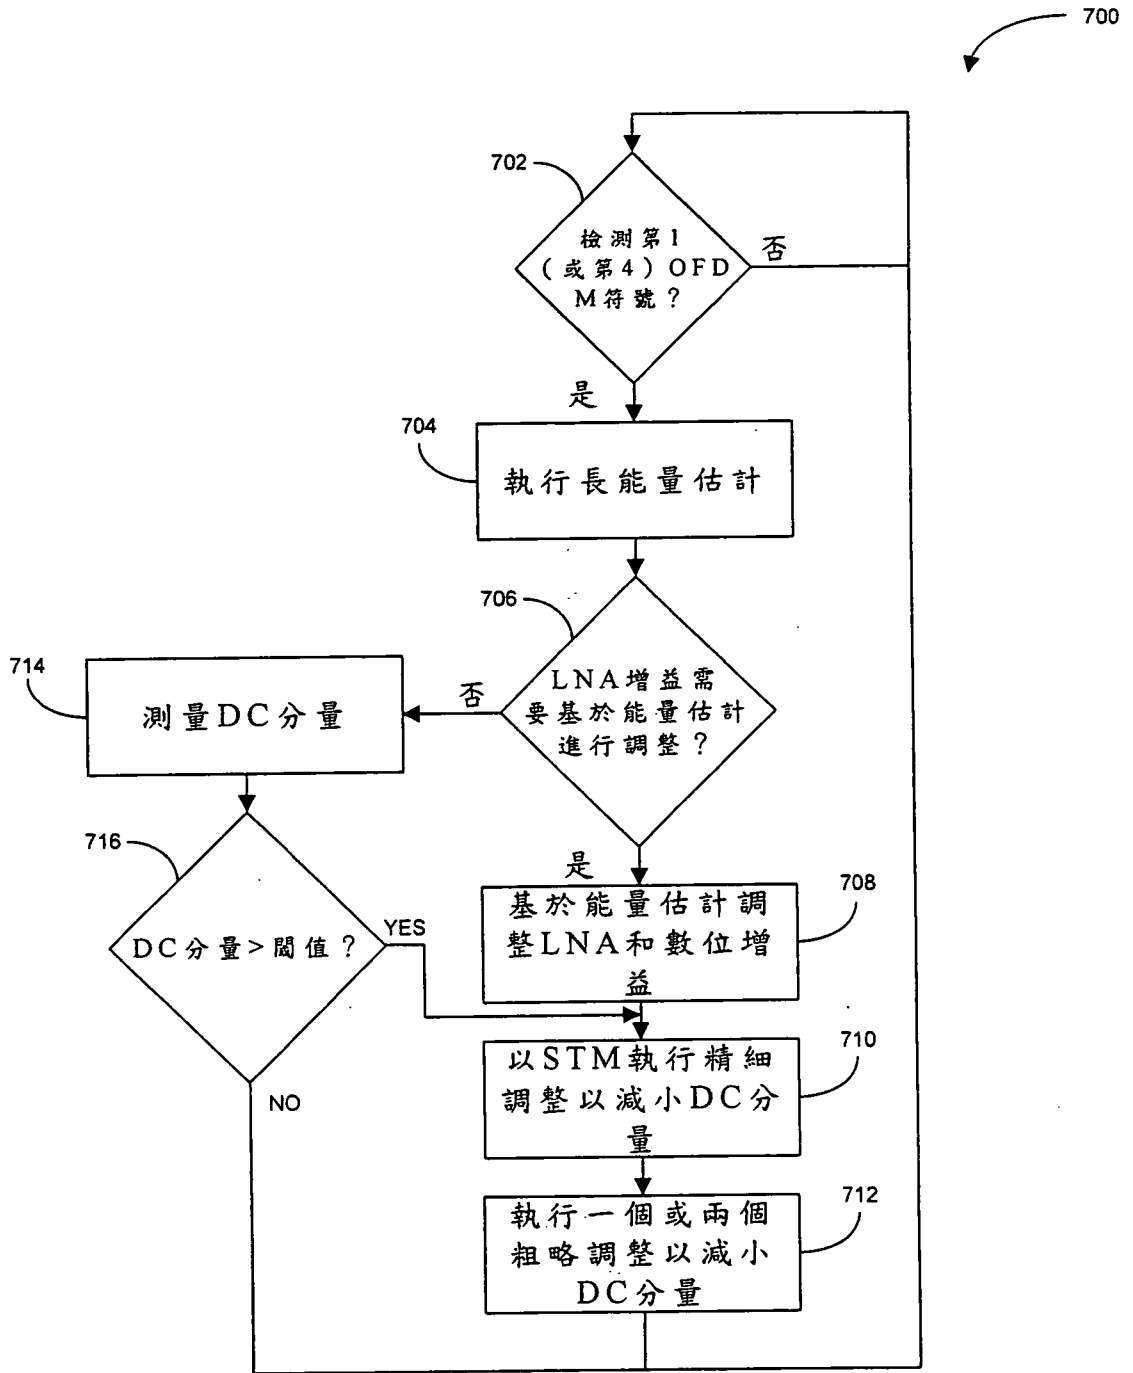 700
702
檢測第1
(或第4)OFD
M符號?
否
是
704
執行長能量估計
706
LNA增益需
要基於能量估計
進行調整?
否
714
測量DC分量
是
716
DC分量>閾值?
YES
NO
708
基於能量估計調
整LNA和數位增
益
710
以STM執行精細
調整以減小DC分
量
712
執行一個或兩個
粗略調整以減小
DC分量